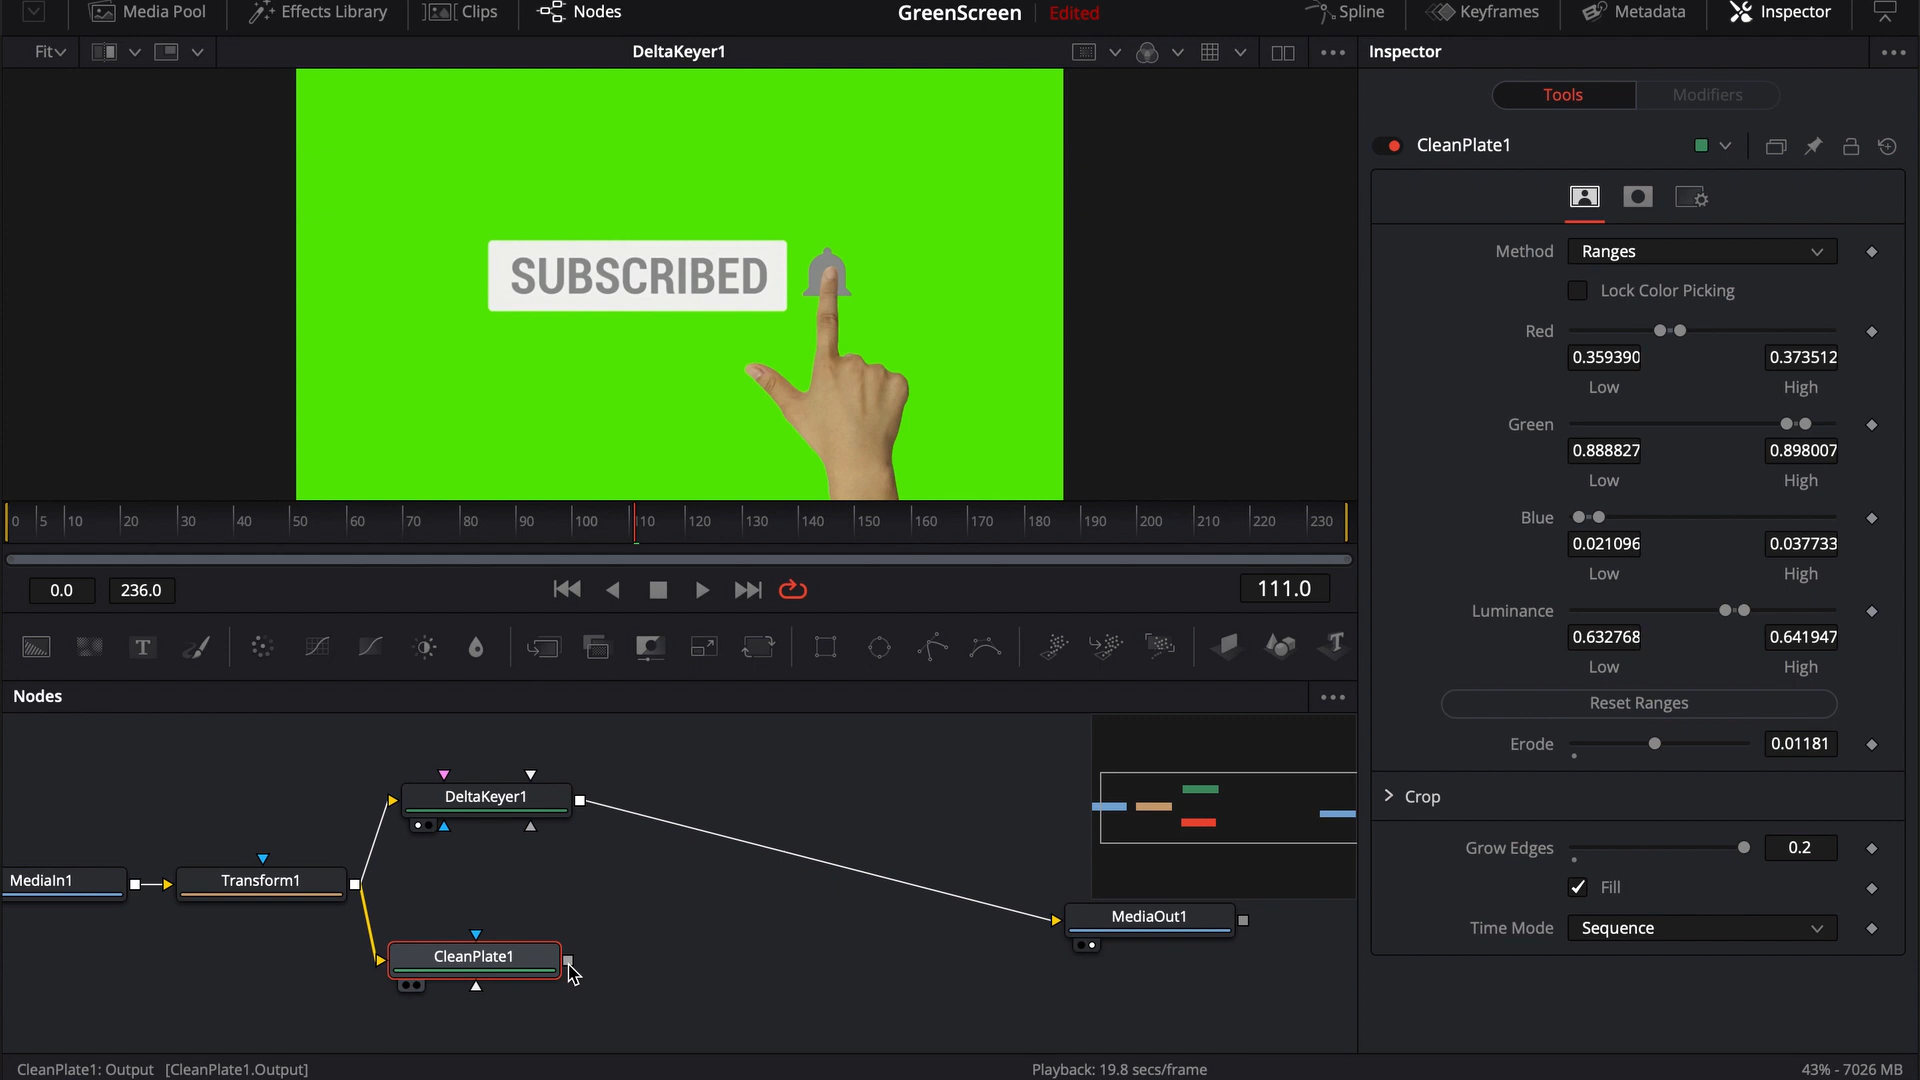 Media Pool Effects Library Clips Nodes GreenScreen Edited Spline Keyframes Metadata Inspector
Fit DeltaKeyer1 Inspector
Tools Modifiers
CleanPlate1
Method Ranges
Lock Color Picking
Red
0.359390 0.373512
Low High
Green
0.888827 0.898007
Low High
Blue
0.021096 0.037733
Low High
Luminance
0.632768 0.641947
Low High
Reset Ranges
Erode 0.01181
Crop
Grow Edges 0.2
Fill
Time Mode Sequence
SUBSCRIBED
0 5 10 20 30 40 50 60 70 80 90 100 110 120 130 140 150 160 170 180 190 200 210 220 230
0.0 236.0 111.0
T T
Nodes
DeltaKeyer1
MediaIn1 Transform1
MediaOut1
CleanPlate1
CleanPlate1: Output [CleanPlate1.Output] Playback: 19.8 secs/frame 43% - 7026 MB